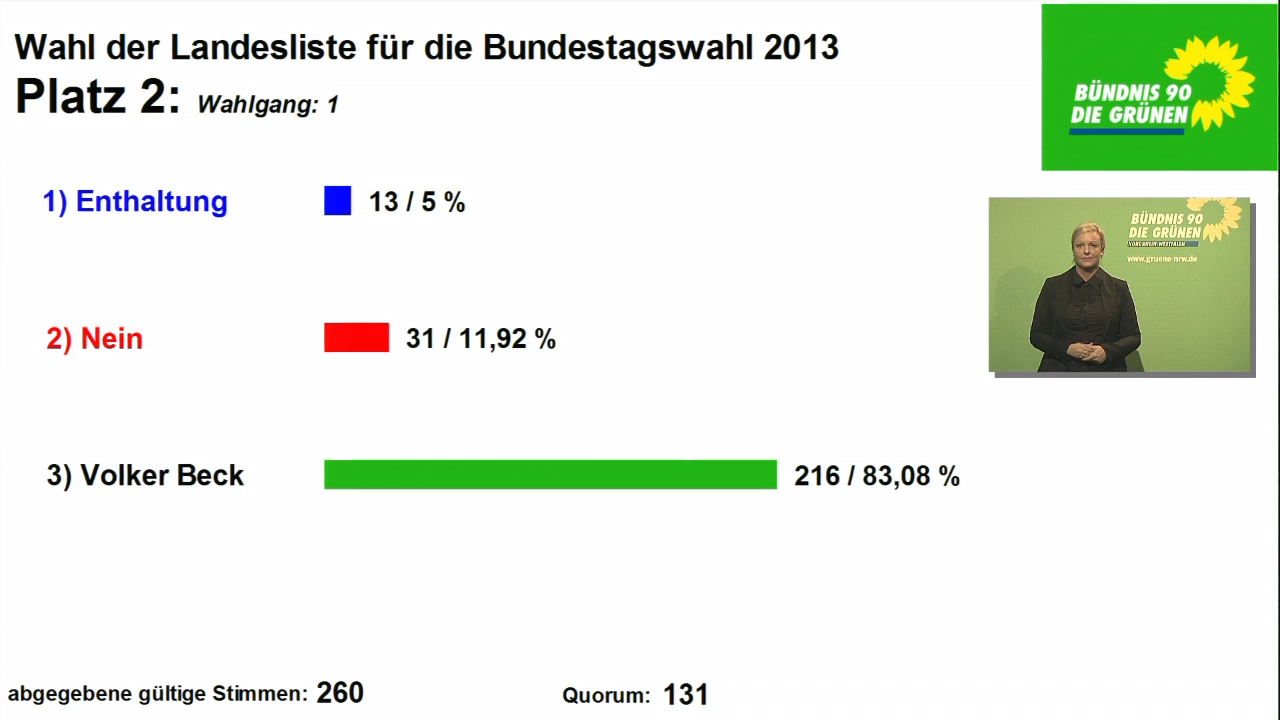 Wahl der Landesliste für die Bundestagswahl 2013
Platz 2: Wahlgang: 1
BÜNDNIS 90
DIE GRÜNEN
1) Enthaltung 13 / 5 %
BÜNDNIS 90
DIE GRÜNEN
NORDRHEIN-WESTFALEN
www.gruene-nrw.de
2) Nein 31 / 11,92 %
3) Volker Beck 216 / 83,08 %
abgegebene gültige Stimmen: 260 Quorum: 131